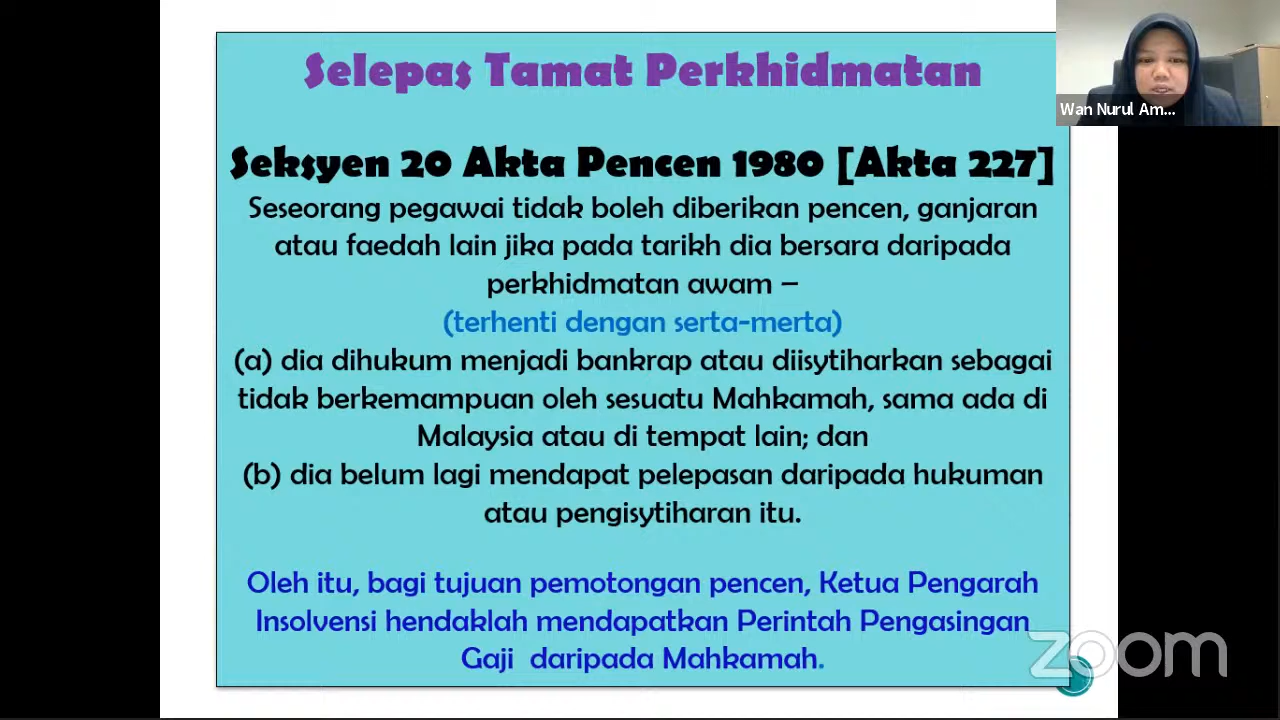 Selepas Tamat Perkhidmatan
Seksyen 20 Akta Pencen 1980 [Akta 227]
Seseorang pegawai tidak boleh diberikan pencen, ganjaran
atau faedah lain jika pada tarikh dia bersara daripada
perkhidmatan awam –
(terhenti dengan serta-merta)
(a) dia dihukum menjadi bankrap atau diisytiharkan sebagai
tidak berkemampuan oleh sesuatu Mahkamah, sama ada di
Malaysia atau di tempat lain; dan
(b) dia belum lagi mendapat pelepasan daripada hukuman
atau pengisytiharan itu.
Oleh itu, bagi tujuan pemotongan pencen, Ketua Pengarah
Insolvensi hendaklah mendapatkan Perintah Pengasingan
Gaji daripada Mahkamah.
Wan Nurul Am...
zoom